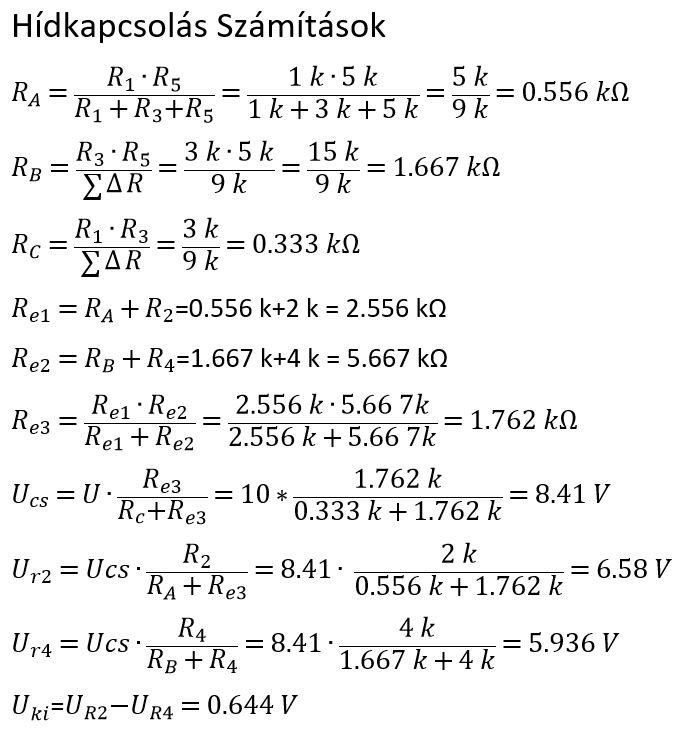 Hídkapcsolás Számítások
R_A = (R_1 · R_5)/(R_1 + R_3+R_5) = (1 k · 5 k)/(1 k + 3 k + 5 k) = (5 k)/(9 k) = 0.556 kΩ
R_B = (R_3 · R_5)/(∑ Δ R) = (3 k · 5 k)/(9 k) = (15 k)/(9 k) = 1.667 kΩ
R_C = (R_1 · R_3)/(∑ Δ R) = (3 k)/(9 k) = 0.333 kΩ
R_e1 = R_A + R_2=0.556 k+2 k = 2.556 kΩ
R_e2 = R_B + R_4=1.667 k+4 k = 5.667 kΩ
R_e3 = (R_e1 · R_e2)/(R_e1 + R_e2) = (2.556 k · 5.66 7k)/(2.556 k + 5.66 7k) = 1.762 kΩ
U_cs = U · (R_e3)/(R_c+R_e3) = 10 * (1.762 k)/(0.333 k + 1.762 k) = 8.41 V
U_r2 = Ucs · (R_2)/(R_A + R_e3) = 8.41 · (2 k)/(0.556 k + 1.762 k) = 6.58 V
U_r4 = Ucs · (R_4)/(R_B + R_4) = 8.41 · (4 k)/(1.667 k + 4 k) = 5.936 V
U_ki=U_R2−U_R4 = 0.644 V